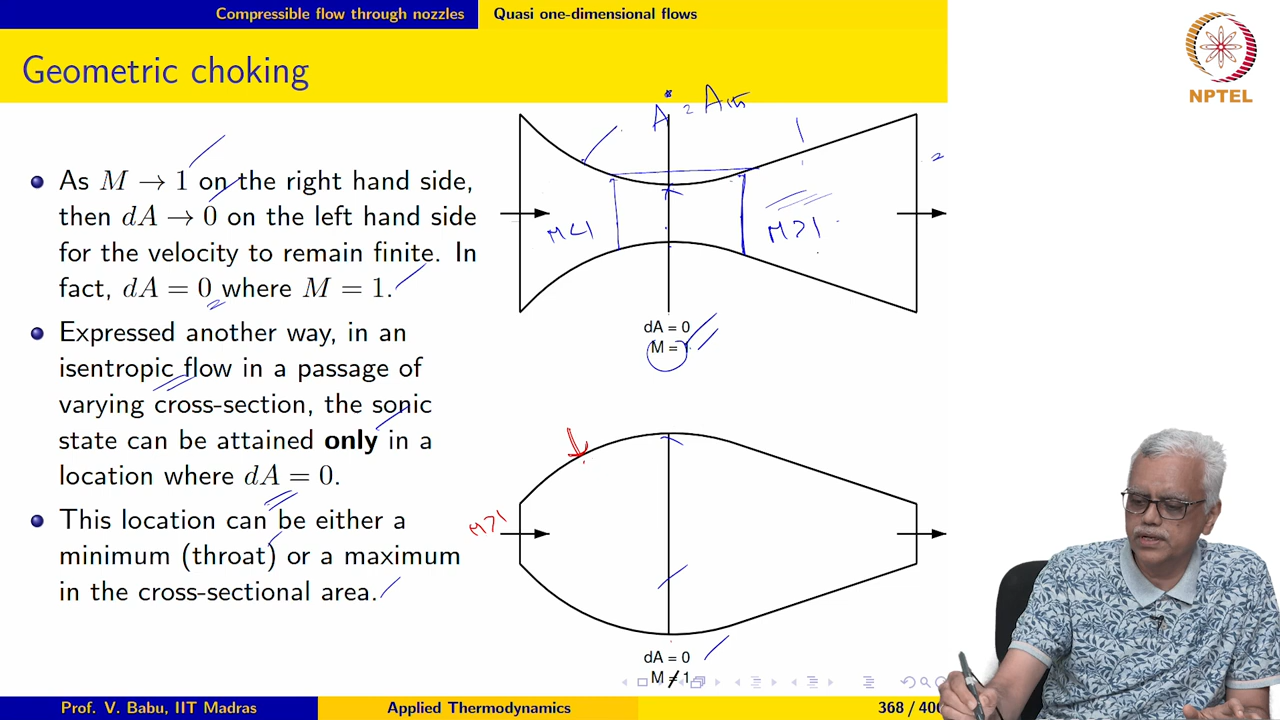 Compressible flow through nozzles Quasi one-dimensional flows
Geometric choking
NPTEL
As M → 1 on the right hand side,
then dA → 0 on the left hand side
for the velocity to remain finite. In
fact, dA = 0 where M = 1.
Expressed another way, in an
isentropic flow in a passage of
varying cross-section, the sonic
state can be attained only in a
location where dA = 0.
This location can be either a
minimum (throat) or a maximum
in the cross-sectional area.
M<1
M>1
dA = 0
M = 1
M>1
dA = 0
M ≠ 1
Prof. V. Babu, IIT Madras Applied Thermodynamics 368 / 400